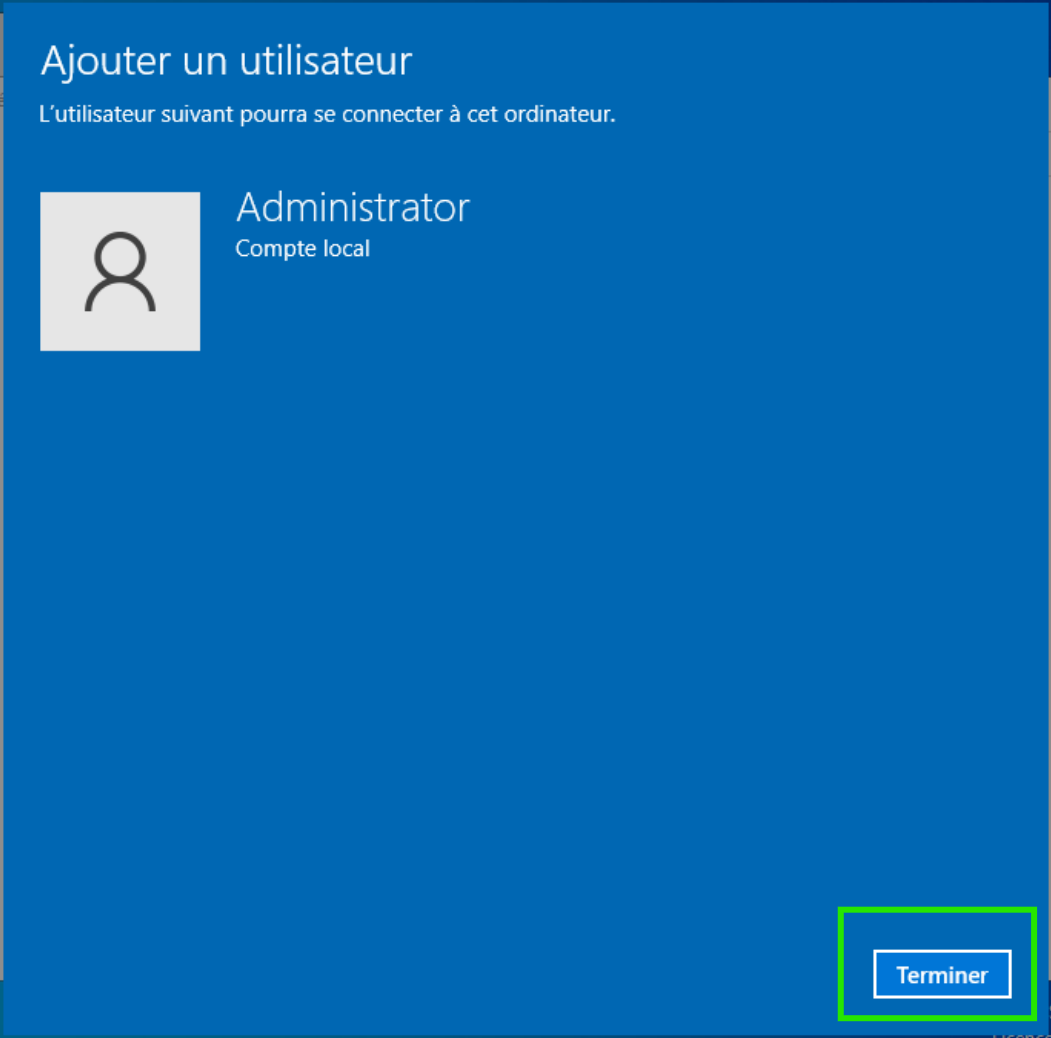 Ajouter un utilisateur
L'utilisateur suivant pourra se connecter à cet ordinateur.
Administrator
Compte local
Terminer